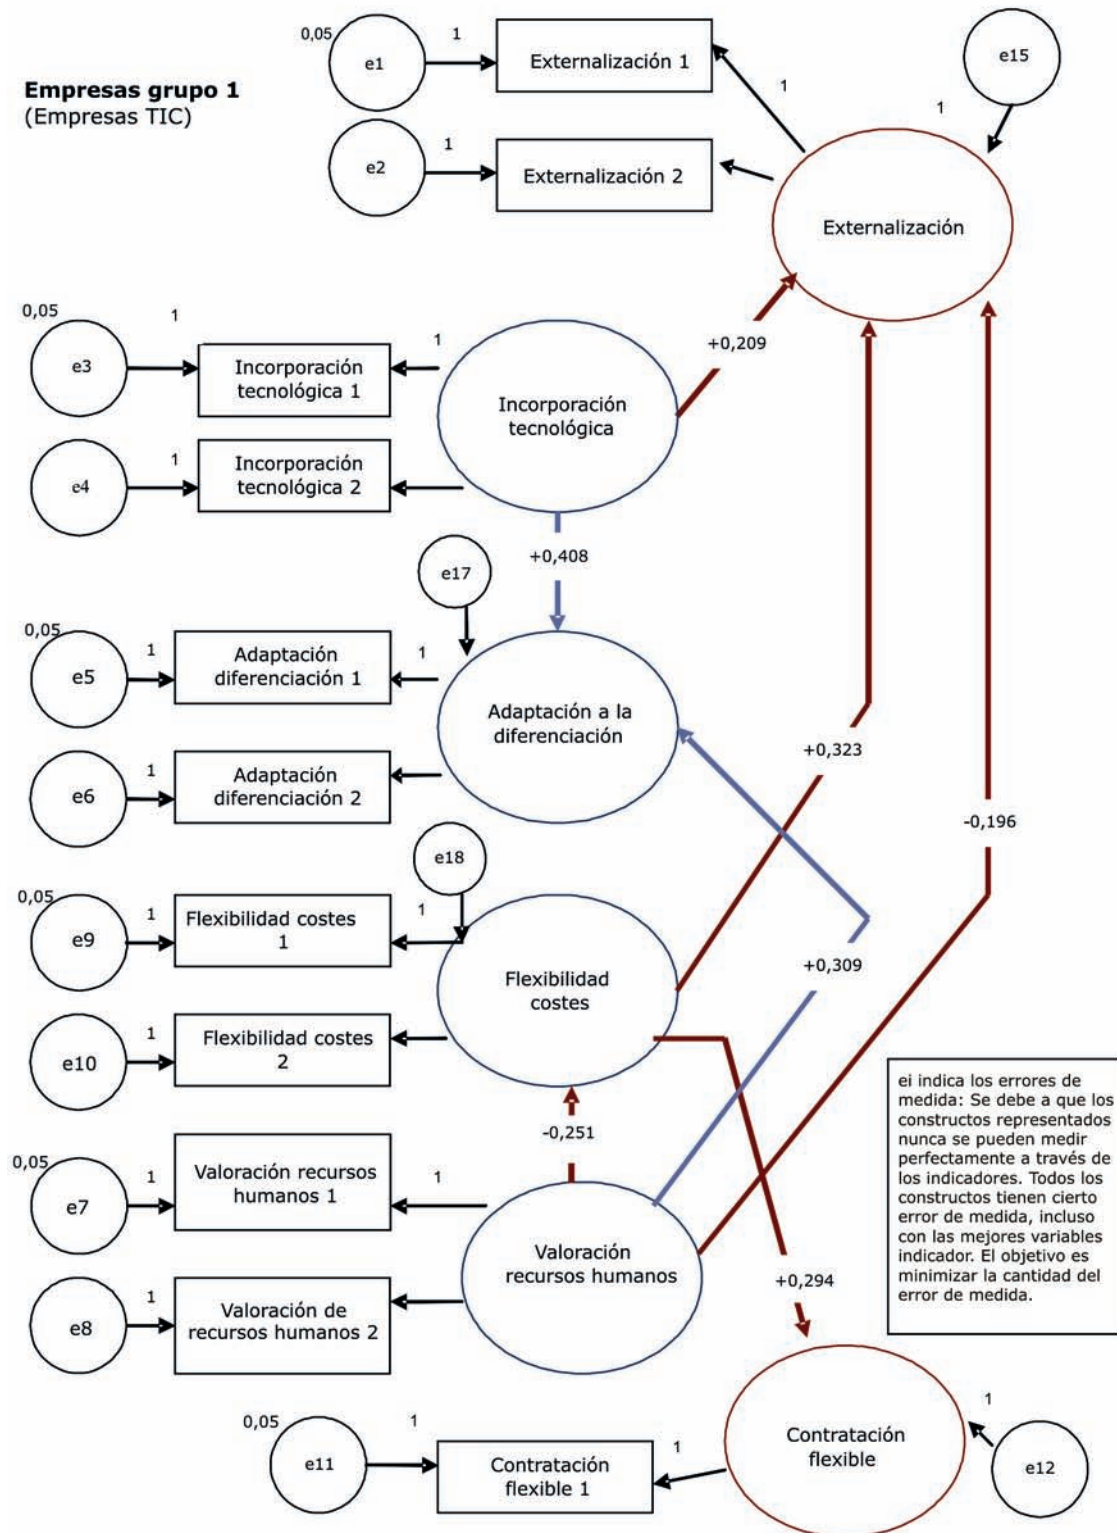 Empresas grupo 1
(Empresas TIC)
0,05
e1
1
Externalización 1
1
e15
1
e2
1
Externalización 2
Externalización
0,05
e3
1
Incorporación
tecnológica 1
1
Incorporación
tecnológica
+0,209
e4
1
Incorporación
tecnológica 2
+0,408
e17
0,05
e5
1
Adaptación
diferenciación 1
1
Adaptación a la
diferenciación
e6
1
Adaptación
diferenciación 2
+0,323
-0,196
e18
0,05
e9
1
Flexibilidad costes
1
1
Flexibilidad
costes
+0,309
e10
1
Flexibilidad costes
2
-0,251
0,05
e7
1
Valoración recursos
humanos 1
1
Valoración
recursos humanos
e8
1
Valoración de
recursos humanos 2
+0,294
ei indica los errores de
medida: Se debe a que los
constructos representados
nunca se pueden medir
perfectamente a través de
los indicadores. Todos los
constructos tienen cierto
error de medida, incluso
con las mejores variables
indicador. El objetivo es
minimizar la cantidad del
error de medida.
0,05
e11
1
Contratación
flexible 1
1
Contratación
flexible
1
e12